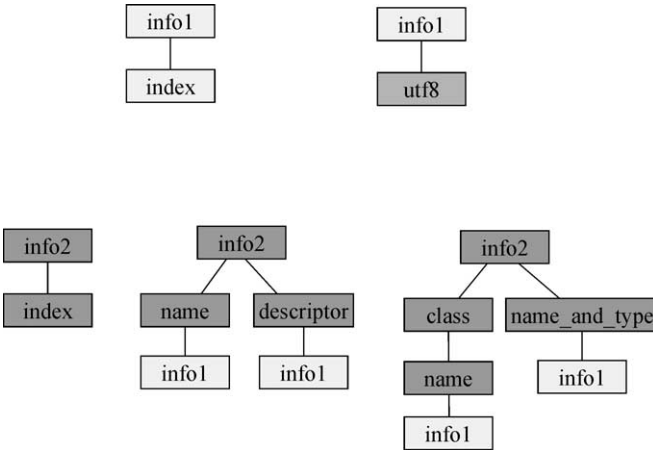 info1
info1
index
utf8
info2
info2
info2
index
name
descriptor
class
name_and_type
info1
info1
name
info1
info1